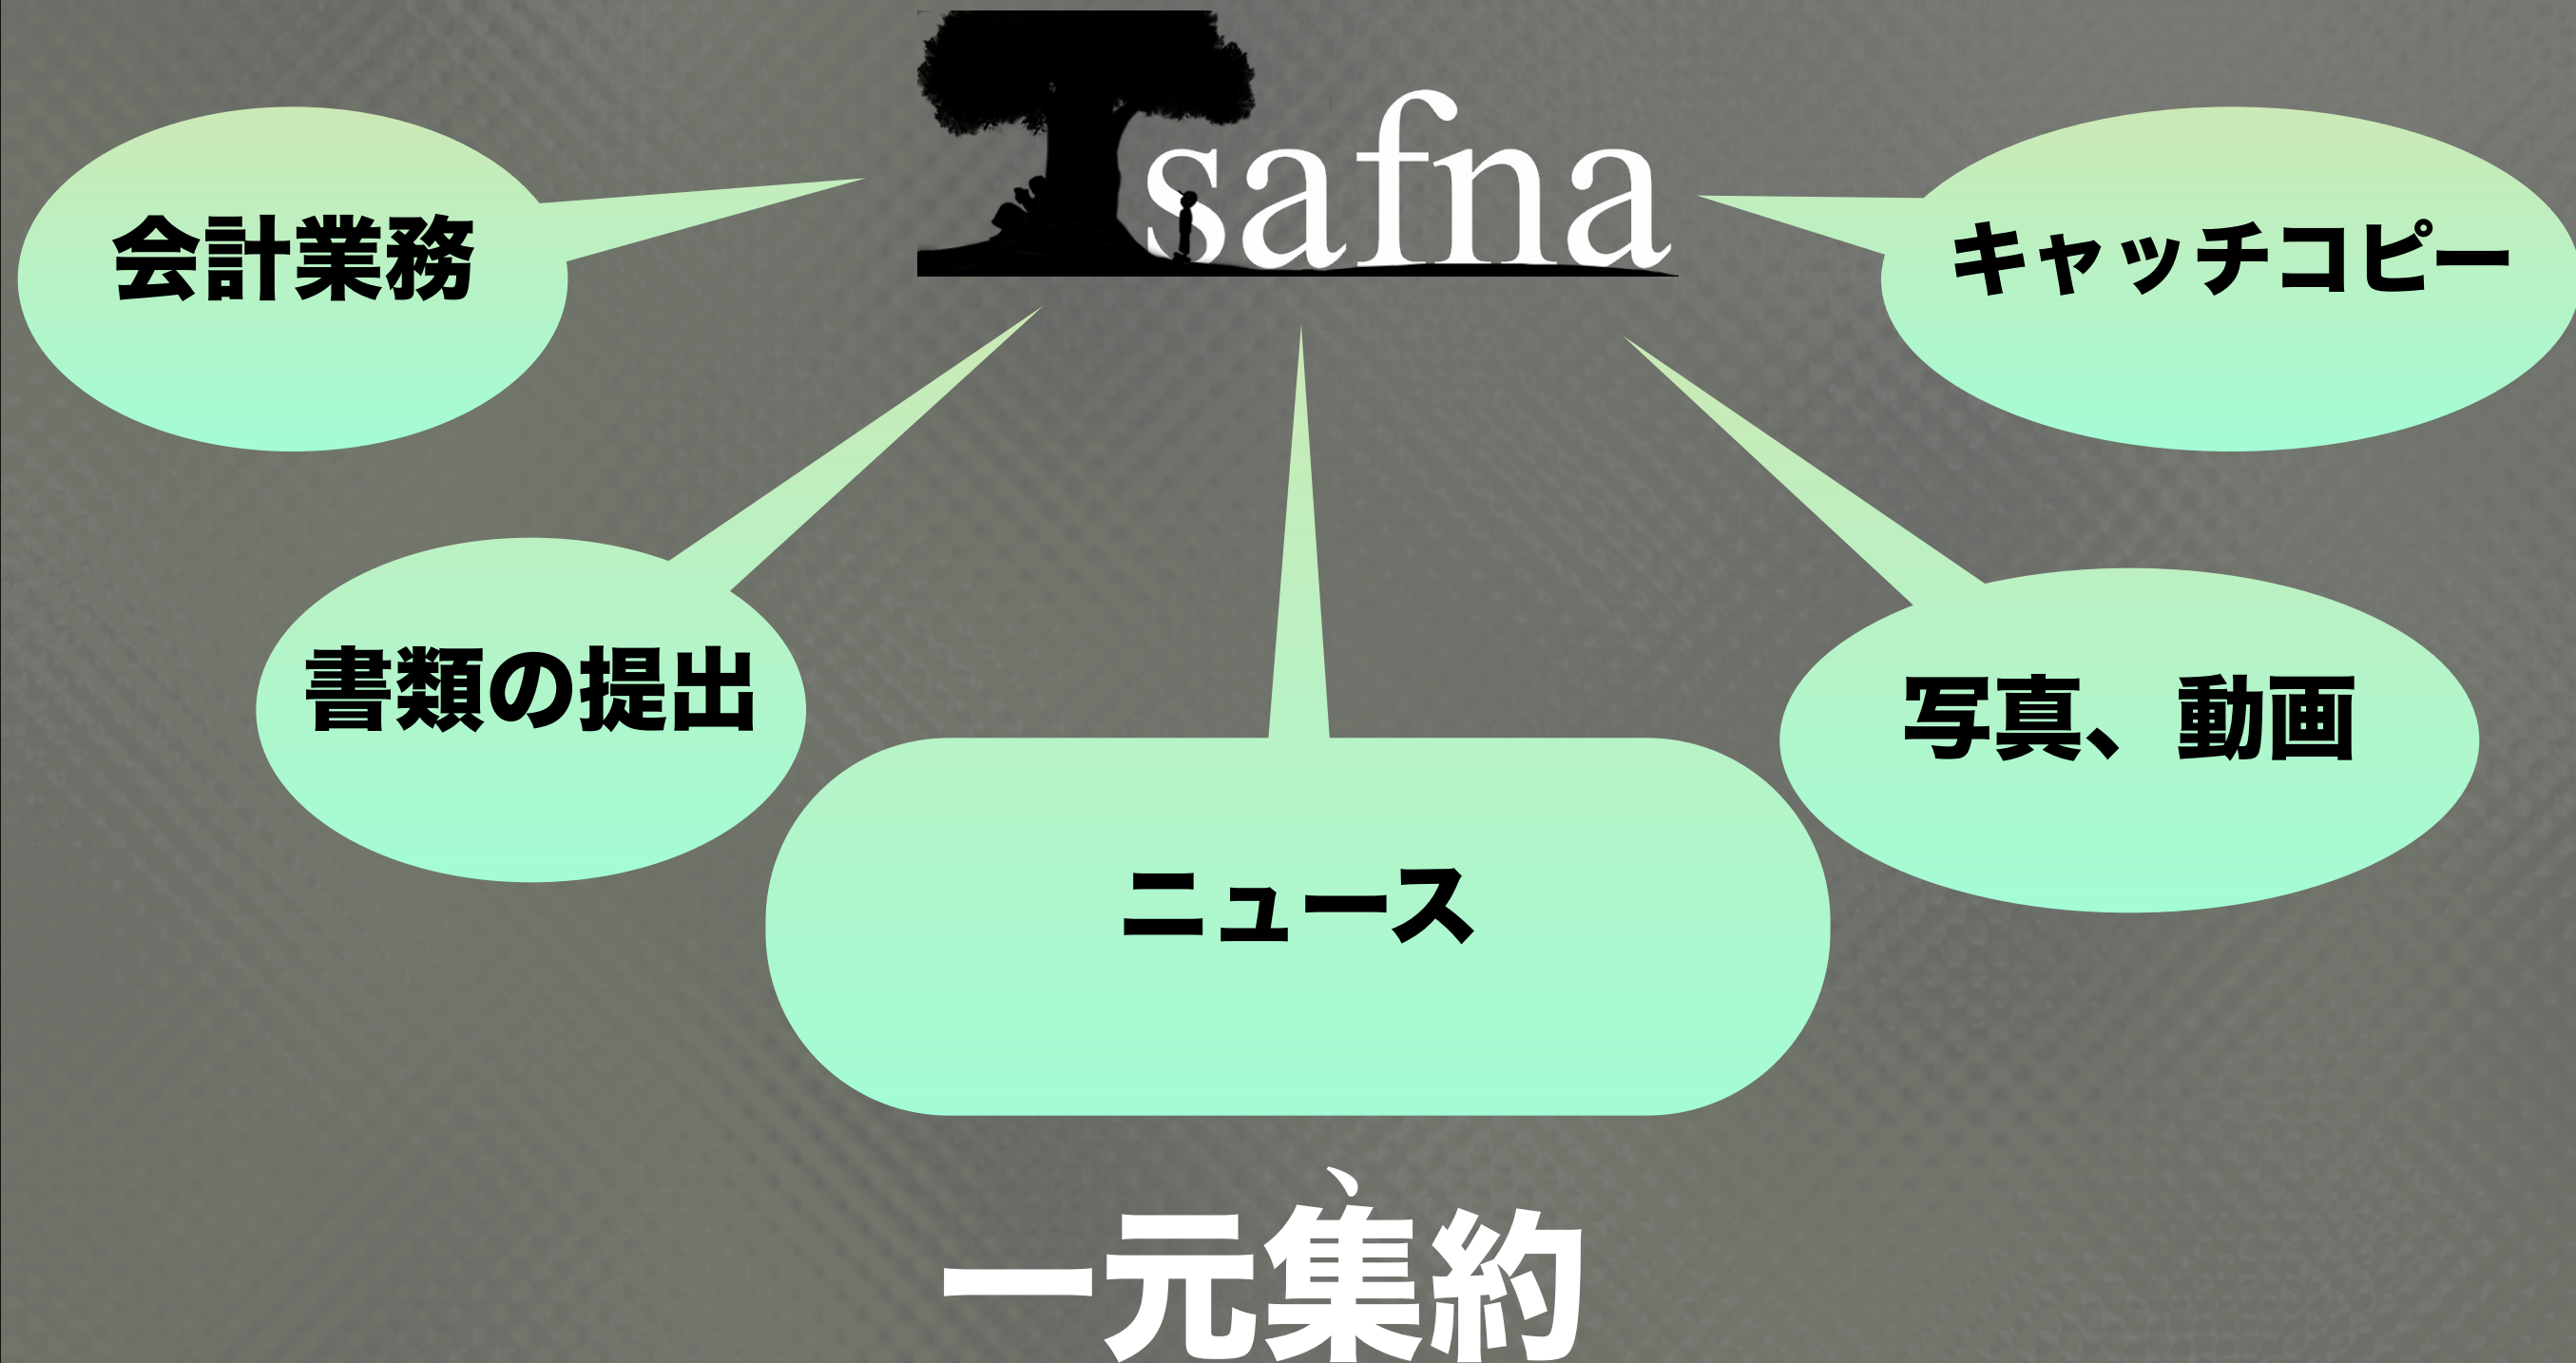 safna
会計業務
キャッチコピー
書類の提出
写真、動画
ニュース
、
一元集約